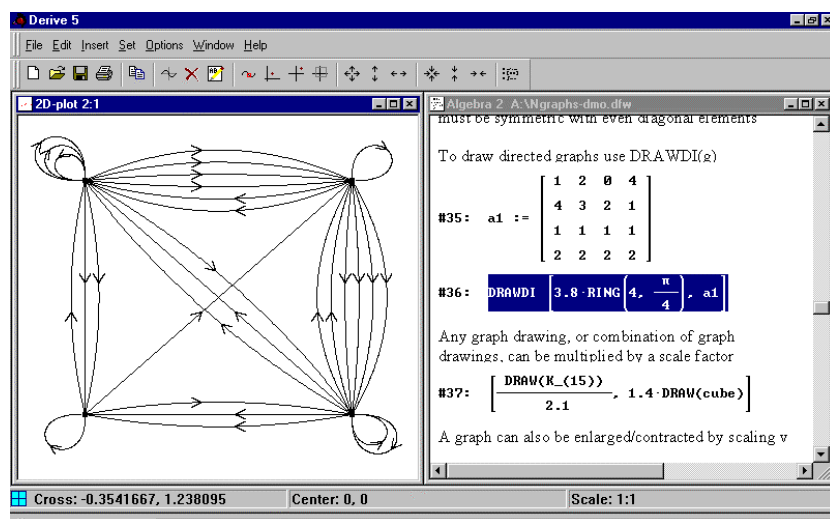 Derive 5
File Edit Insert Set Options Window Help
2D-plot 2:1
Algebra 2 A:\Ngraphs-dmo.dfw
must be symmetric with even diagonal elements
To draw directed graphs use DRAWDI(g)
1 2 0 4
4 3 2 1
#35: a1 :=
1 1 1 1
2 2 2 2
#36: DRAWDI [3.8·RING(4, π/4), a1]
Any graph drawing, or combination of graph
drawings, can be multiplied by a scale factor
#37: [DRAW(K_(15))/2.1, 1.4·DRAW(cube)]
A graph can also be enlarged/contracted by scaling v
Cross: -0.3541667, 1.238095 Center: 0, 0 Scale: 1:1